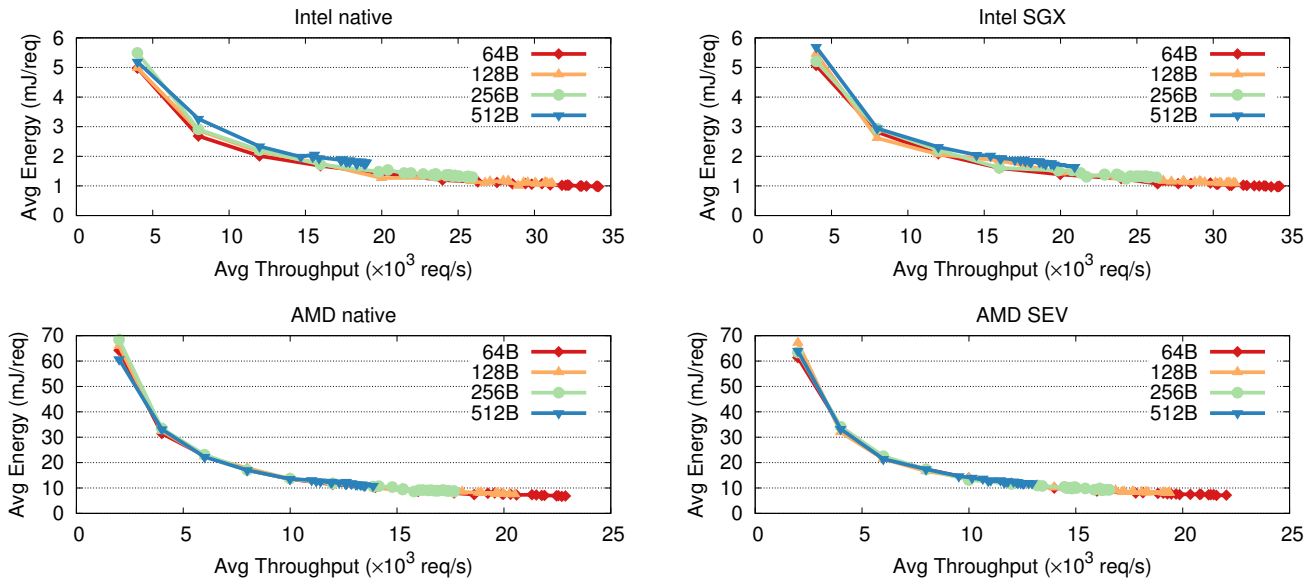 Intel native
Avg Energy (mJ/req)
6
5
4
3
2
1
0
64B
128B
256B
512B
0 5 10 15 20 25 30 35
Avg Throughput (×10³ req/s)
Intel SGX
Avg Energy (mJ/req)
6
5
4
3
2
1
0
64B
128B
256B
512B
0 5 10 15 20 25 30 35
Avg Throughput (×10³ req/s)
AMD native
Avg Energy (mJ/req)
70
60
50
40
30
20
10
0
64B
128B
256B
512B
0 5 10 15 20 25
Avg Throughput (×10³ req/s)
AMD SEV
Avg Energy (mJ/req)
70
60
50
40
30
20
10
0
64B
128B
256B
512B
0 5 10 15 20 25
Avg Throughput (×10³ req/s)